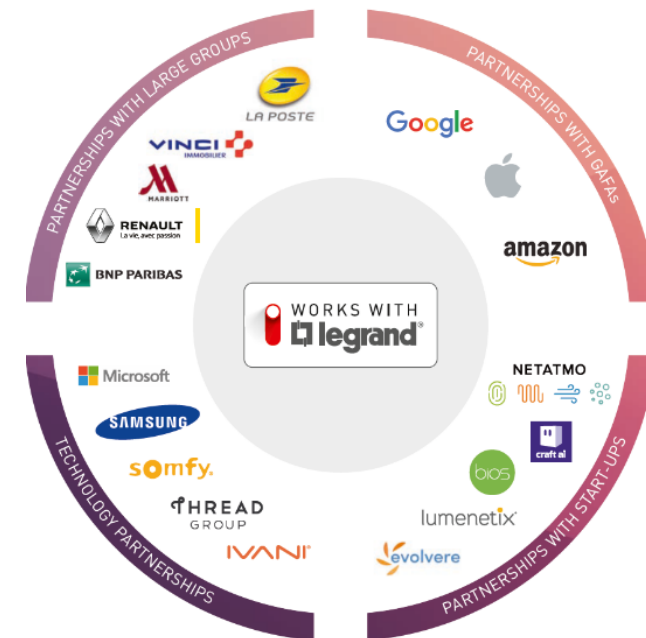 PARTNERSHIPS WITH LARGE GROUPS
LA POSTE
VINCI
IMMOBILIER
MARRIOTT
RENAULT
La vie, avec passion
BNP PARIBAS
PARTNERSHIPS WITH GAFAs
Google
amazon
WORKS WITH
legrand®
TECHNOLOGY PARTNERSHIPS
Microsoft
SAMSUNG
somfy.
THREAD
GROUP
IVANI
PARTNERSHIPS WITH START-UPS
NETATMO
craft ai
bios
lumenetix
evolvere